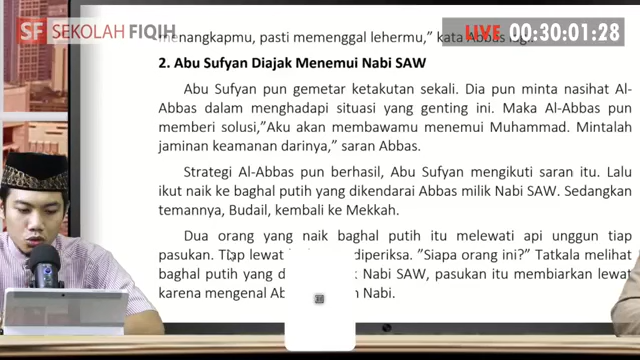 SF SEKOLAH FIQIH
LIVE 00:30:01:28
menangkapmu, pasti memenggal lehermu,” kata Abbas lagi.
2. Abu Sufyan Diajak Menemui Nabi SAW
Abu Sufyan pun gemetar ketakutan sekali. Dia pun minta nasihat Al-
Abbas dalam menghadapi situasi yang genting ini. Maka Al-Abbas pun
memberi solusi,”Aku akan membawamu menemui Muhammad. Mintalah
jaminan keamanan darinya,” saran Abbas.
Strategi Al-Abbas pun berhasil, Abu Sufyan mengikuti saran itu. Lalu
ikut naik ke baghal putih yang dikendarai Abbas milik Nabi SAW. Sedangkan
temannya, Budail, kembali ke Mekkah.
Dua orang yang naik baghal putih itu melewati api unggun tiap
pasukan. Tiap lewat diperiksa. ”Siapa orang ini?” Tatkala melihat
baghal putih yang Nabi SAW, pasukan itu membiarkan lewat
karena mengenal Nabi.